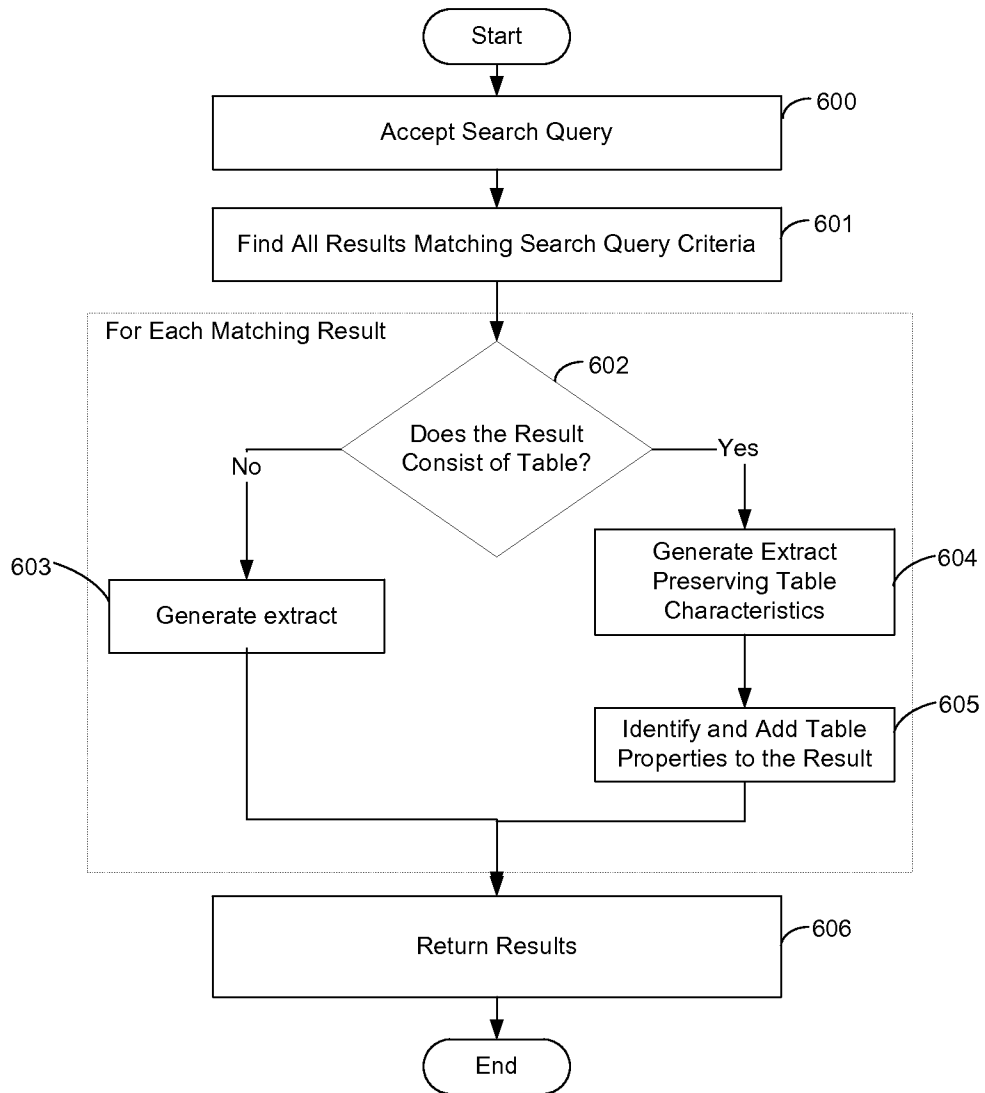 Start
600
Accept Search Query
601
Find All Results Matching Search Query Criteria
For Each Matching Result
602
Does the Result
Consist of Table?
No
Yes
603
Generate extract
604
Generate Extract
Preserving Table
Characteristics
605
Identify and Add Table
Properties to the Result
606
Return Results
End